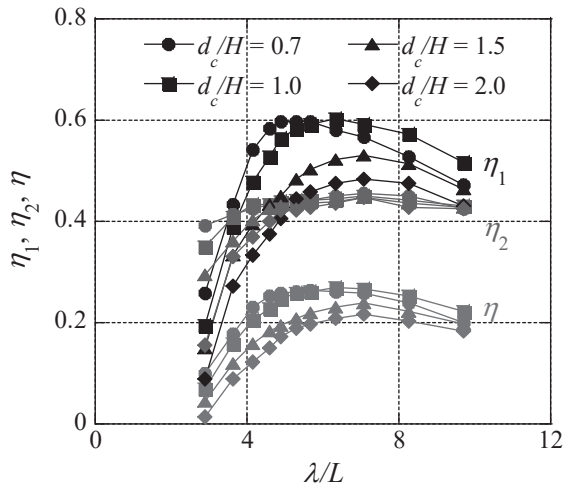 d_c/H = 0.7 d_c/H = 1.5
d_c/H = 1.0 d_c/H = 2.0
0.8
0.6
0.4
0.2
0
η₁, η₂, η
η₁
η₂
η
0 4 8 12
λ/L